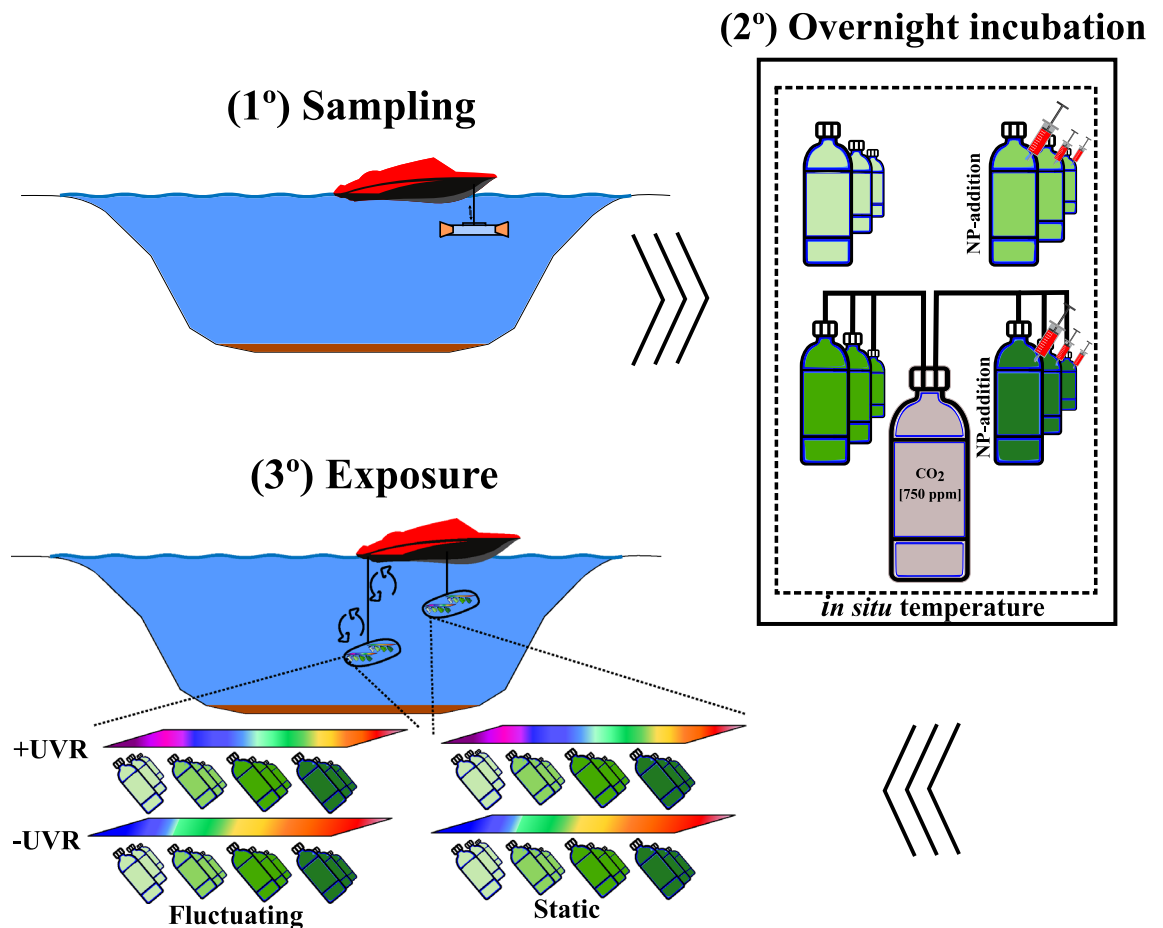 (1º) Sampling
(2º) Overnight incubation
NP-addition
NP-addition
CO2
[750 ppm]
in situ temperature
(3º) Exposure
+UVR
-UVR
Fluctuating
Static